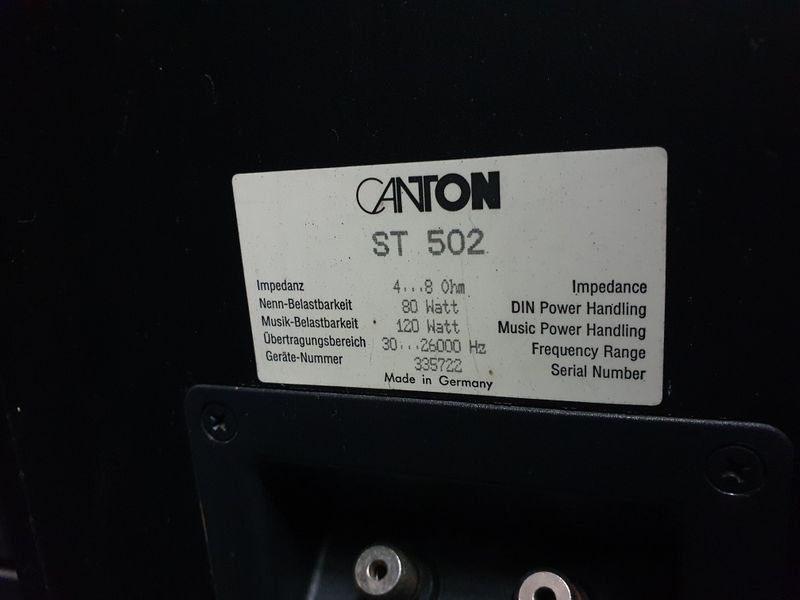 CANTON
ST 502
Impedanz 4...8 Ohm Impedance
Nenn-Belastbarkeit 80 Watt DIN Power Handling
Musik-Belastbarkeit 120 Watt Music Power Handling
Übertragungsbereich 30...26000 Hz Frequency Range
Geräte-Nummer 335722 Serial Number
Made in Germany